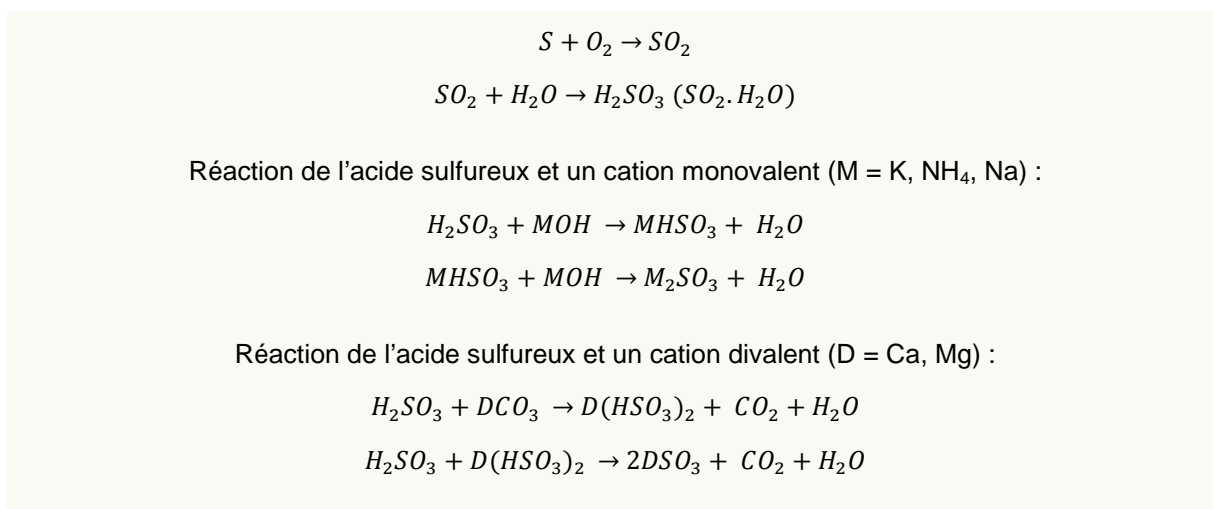 S + O₂ → SO₂
SO₂ + H₂O → H₂SO₃ (SO₂. H₂O)
Réaction de l'acide sulfureux et un cation monovalent (M = K, NH₄, Na) :
H₂SO₃ + MOH → MHSO₃ + H₂O
MHSO₃ + MOH → M₂SO₃ + H₂O
Réaction de l'acide sulfureux et un cation divalent (D = Ca, Mg) :
H₂SO₃ + DCO₃ → D(HSO₃)₂ + CO₂ + H₂O
H₂SO₃ + D(HSO₃)₂ → 2DSO₃ + CO₂ + H₂O